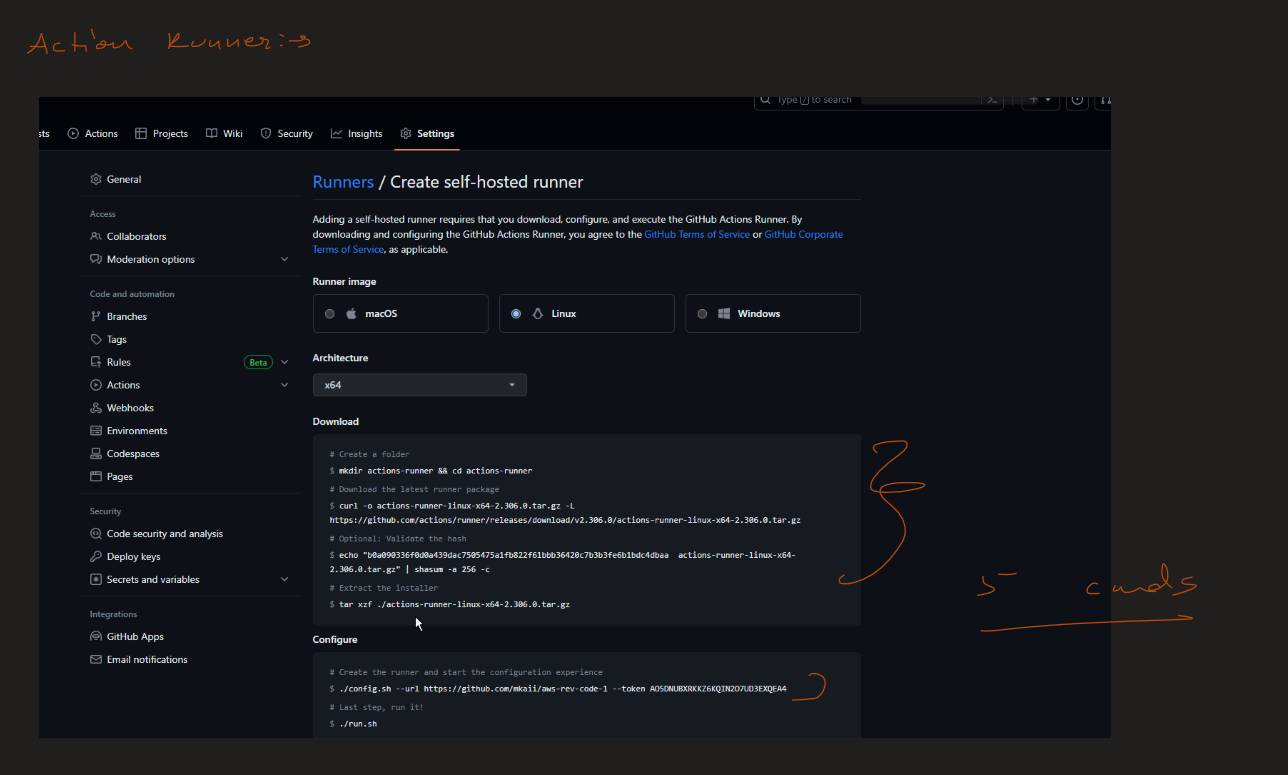 Action Runner:-
Type / to search
sts Actions Projects Wiki Security Insights Settings
General
Access
Collaborators
Moderation options
Code and automation
Branches
Tags
Rules Beta
Actions
Webhooks
Environments
Codespaces
Pages
Security
Code security and analysis
Deploy keys
Secrets and variables
Integrations
GitHub Apps
Email notifications
Runners / Create self-hosted runner
Adding a self-hosted runner requires that you download, configure, and execute the GitHub Actions Runner. By
downloading and configuring the GitHub Actions Runner, you agree to the GitHub Terms of Service or GitHub Corporate
Terms of Service, as applicable.
Runner image
macOS Linux Windows
Architecture
x64
Download
# Create a folder
$ mkdir actions-runner && cd actions-runner
# Download the latest runner package
$ curl -o actions-runner-linux-x64-2.306.0.tar.gz -L
https://github.com/actions/runner/releases/download/v2.306.0/actions-runner-linux-x64-2.306.0.tar.gz
# Optional: Validate the hash
$ echo "b0a090336f0d0a439dac7505475a1fb822f61bbb36420c7b3b3fe6b1bdc4dbaa  actions-runner-linux-x64-
2.306.0.tar.gz" | shasum -a 256 -c
# Extract the installer
$ tar xzf ./actions-runner-linux-x64-2.306.0.tar.gz
5 cmds
Configure
# Create the runner and start the configuration experience
$ ./config.sh --url https://github.com/mkaii/aws-rev-code-1 --token AO5DNUBXRKKZ6KQIN2O7UD3EXQEA4
# Last step, run it!
$ ./run.sh